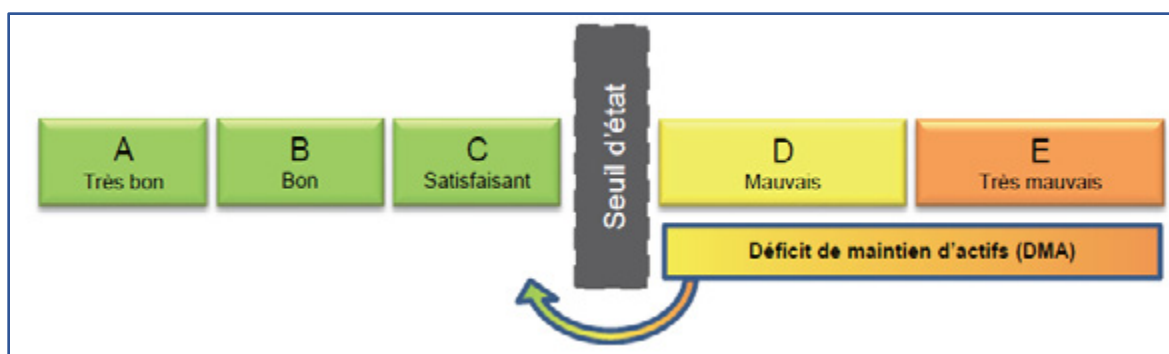 A
Très bon
B
Bon
C
Satisfaisant
Seuil d'état
D
Mauvais
E
Très mauvais
Déficit de maintien d'actifs (DMA)